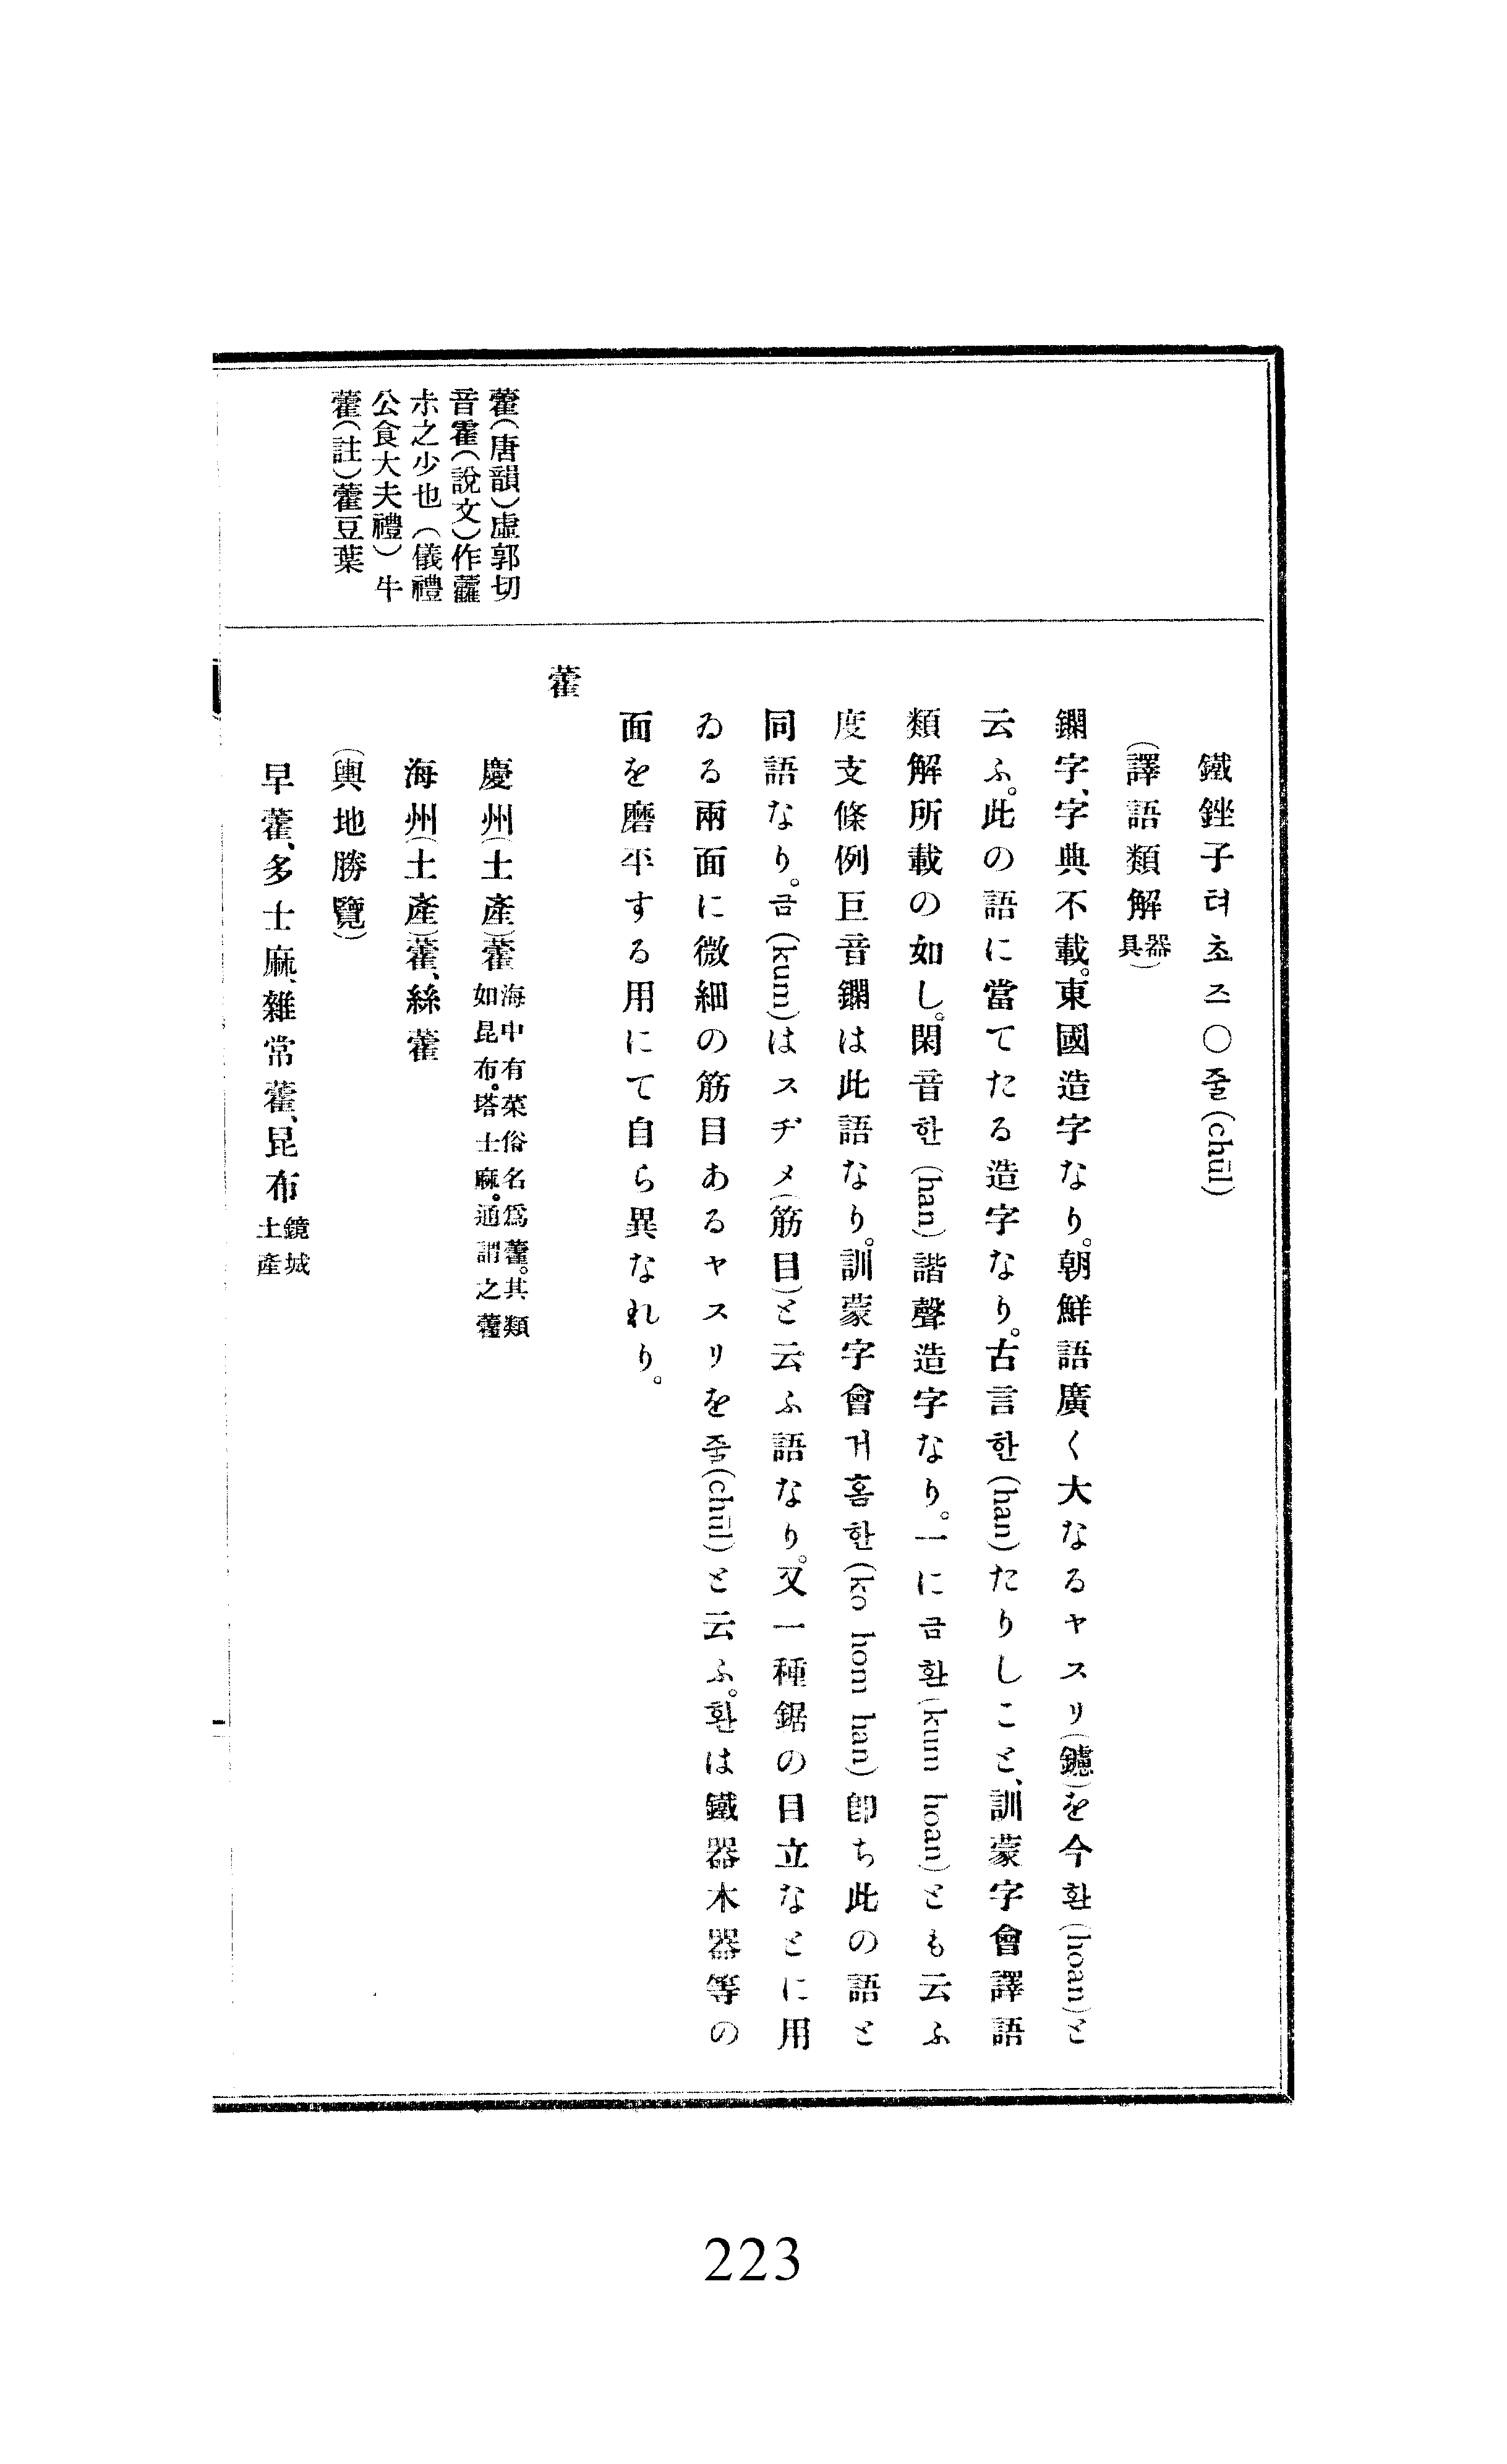 鐵銼子텨초즈〇줄(chūl)
(譯語類解器具)
鑭字、字典不載。東國造字なり。朝鮮語廣く大なるヤスリ(鑢)を今환(hoan)と
云ふ。此の語に當てたる造字なり。古言한(han)たりしこと、訓蒙字會譯語
類解所載の如し。閑音한(han)諧聲造字なり。一に금환(kum hoan)とも云ふ
度支條例巨音鑭は此語なり。訓蒙字會거흠한(ko hom han)卽ち此の語と
同語なり。금(kum)はスヂメ(筋目)と云ふ語なり。又一種鋸の目立なとに用
ゐる兩面に微細の筋目あるヤスリを줄(chūl)と云ふ。환は鐵器木器等の
面を磨平する用にて自ら異なれり。
藿(唐韻)虛郭切
音霍(說文)作蘿
尗之少也(儀禮
公食大夫禮)牛
藿(註)藿豆葉
藿
慶州(土產)藿海中有菜俗名爲藿。其類
如昆布。塔士麻。通謂之藿
海州(土產)藿、絲藿
(輿地勝覽)
早藿、多士麻、雜常藿、昆布鏡城
土產
223